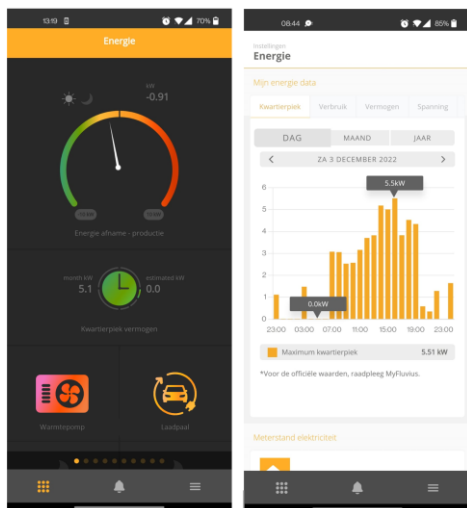 13:19
70%
Energie
kW
-0.91
Energie afname - productie
month kW
5.1
estimated kW
0.0
Kwartierpiek vermogen
Warmtepomp
Laadpaal
08:44
85%
Instellingen
Energie
Mijn energie data
Kwartierpiek
Verbruik
Vermogen
Spanning
DAG
MAAND
JAAR
ZA 3 DECEMBER 2022
5.5kW
6
5
4
3
2
1
0
0.0kW
23:00
03:00
07:00
11:00
15:00
19:00
23:00
Maximum kwartierpiek
5.51 kW
*Voor de officiële waarden, raadpleeg MyFluvius.
Meterstand elektriciteit